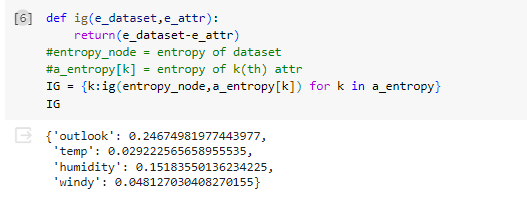 [6] def ig(e_dataset,e_attr):
return(e_dataset-e_attr)
#entropy_node = entropy of dataset
#a_entropy[k] = entropy of k(th) attr
IG = {k:ig(entropy_node,a_entropy[k]) for k in a_entropy}
IG
{'outlook': 0.24674981977443977,
'temp': 0.029222565658955535,
'humidity': 0.15183550136234225,
'windy': 0.048127030408270155}